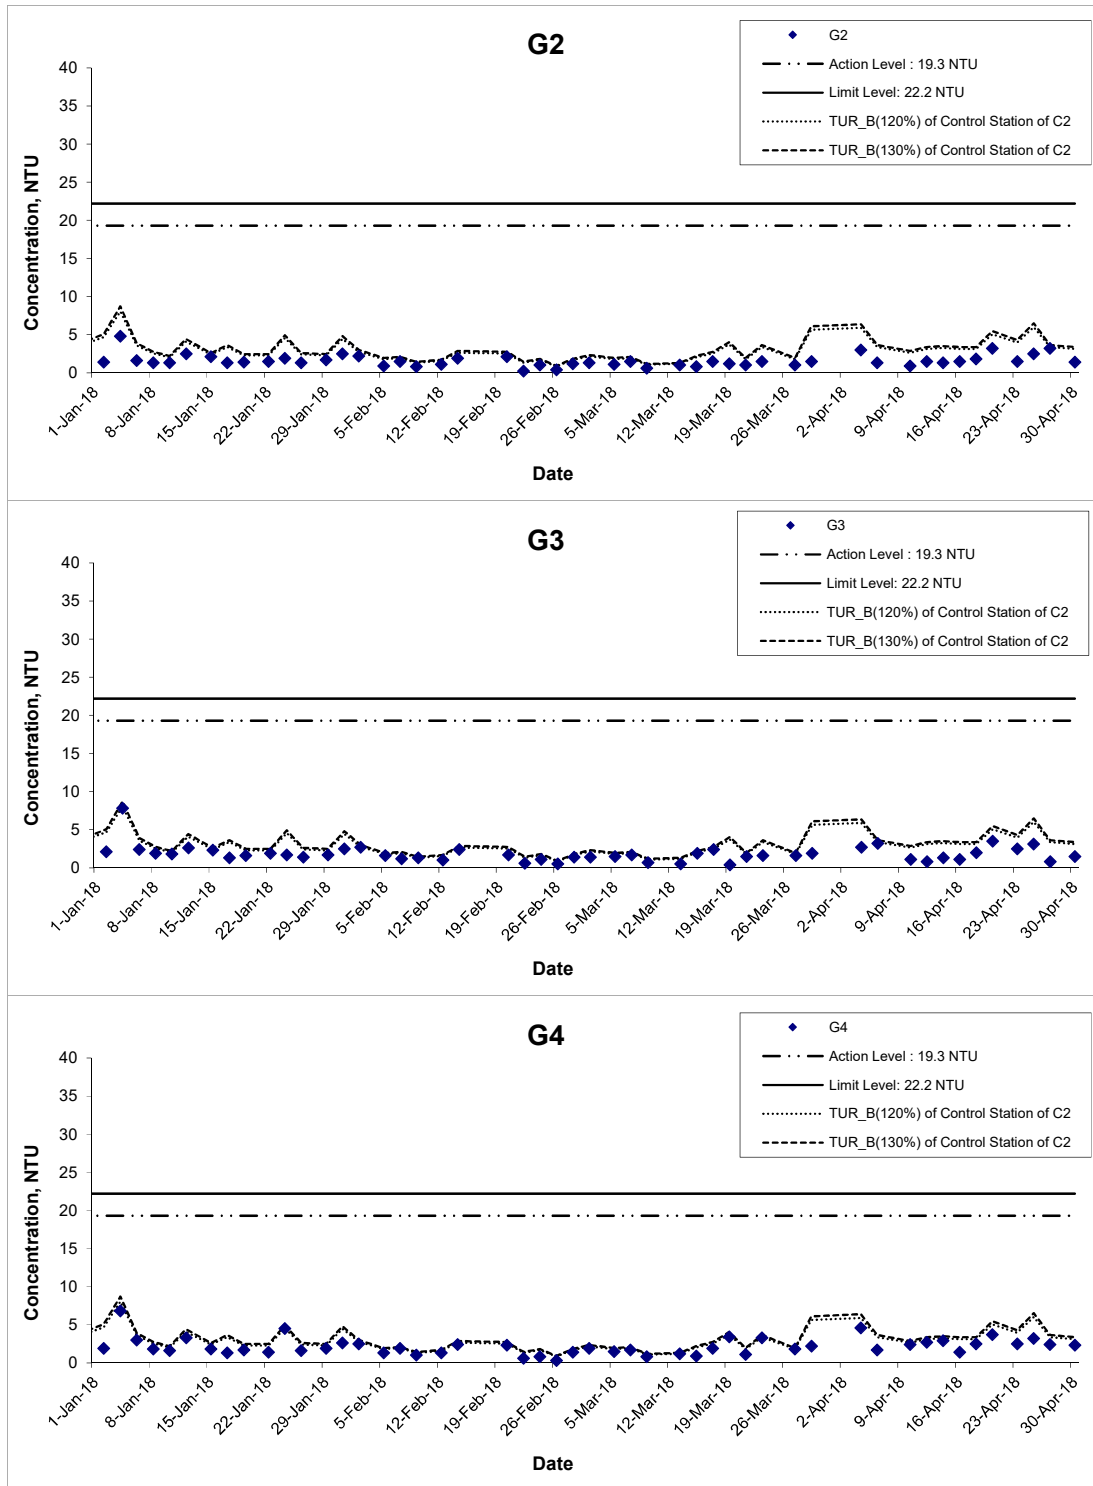 G2
G2
Action Level : 19.3 NTU
Limit Level: 22.2 NTU
TUR_B(120%) of Control Station of C2
TUR_B(130%) of Control Station of C2
Concentration, NTU
40
35
30
25
20
15
10
5
0
1-Jan-18
8-Jan-18
15-Jan-18
22-Jan-18
29-Jan-18
5-Feb-18
12-Feb-18
19-Feb-18
26-Feb-18
5-Mar-18
12-Mar-18
19-Mar-18
26-Mar-18
2-Apr-18
9-Apr-18
16-Apr-18
23-Apr-18
30-Apr-18
Date
G3
G3
Action Level : 19.3 NTU
Limit Level: 22.2 NTU
TUR_B(120%) of Control Station of C2
TUR_B(130%) of Control Station of C2
Concentration, NTU
40
35
30
25
20
15
10
5
0
1-Jan-18
8-Jan-18
15-Jan-18
22-Jan-18
29-Jan-18
5-Feb-18
12-Feb-18
19-Feb-18
26-Feb-18
5-Mar-18
12-Mar-18
19-Mar-18
26-Mar-18
2-Apr-18
9-Apr-18
16-Apr-18
23-Apr-18
30-Apr-18
Date
G4
G4
Action Level : 19.3 NTU
Limit Level: 22.2 NTU
TUR_B(120%) of Control Station of C2
TUR_B(130%) of Control Station of C2
Concentration, NTU
40
35
30
25
20
15
10
5
0
1-Jan-18
8-Jan-18
15-Jan-18
22-Jan-18
29-Jan-18
5-Feb-18
12-Feb-18
19-Feb-18
26-Feb-18
5-Mar-18
12-Mar-18
19-Mar-18
26-Mar-18
2-Apr-18
9-Apr-18
16-Apr-18
23-Apr-18
30-Apr-18
Date